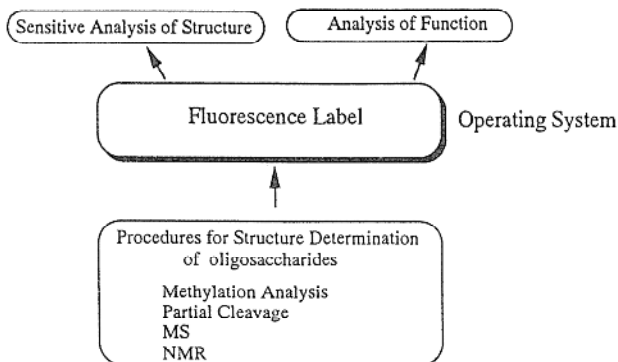 Sensitive Analysis of Structure
Analysis of Function
Fluorescence Label
Operating System
Procedures for Structure Determination
of oligosaccharides
Methylation Analysis
Partial Cleavage
MS
NMR